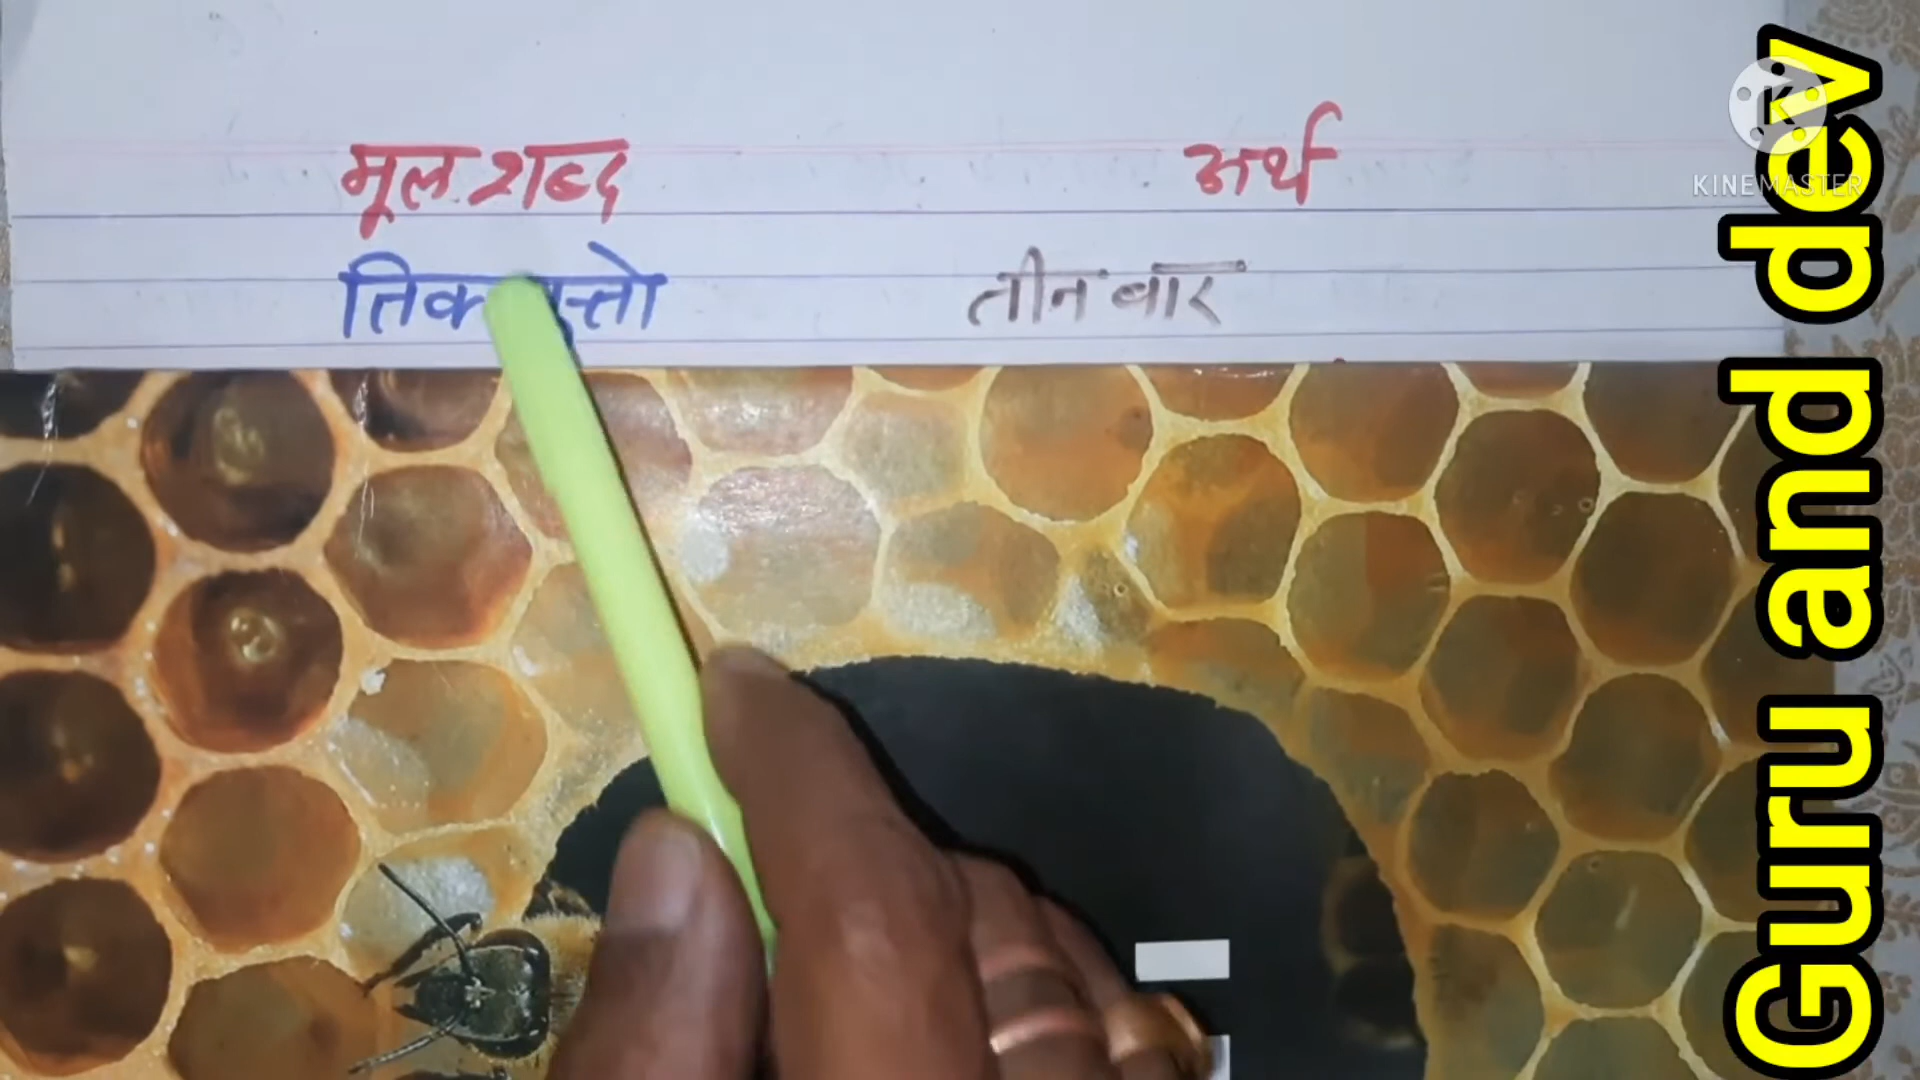 मूल शब्द अर्थ
तीन बार
KINEMASTER
Guru and dev